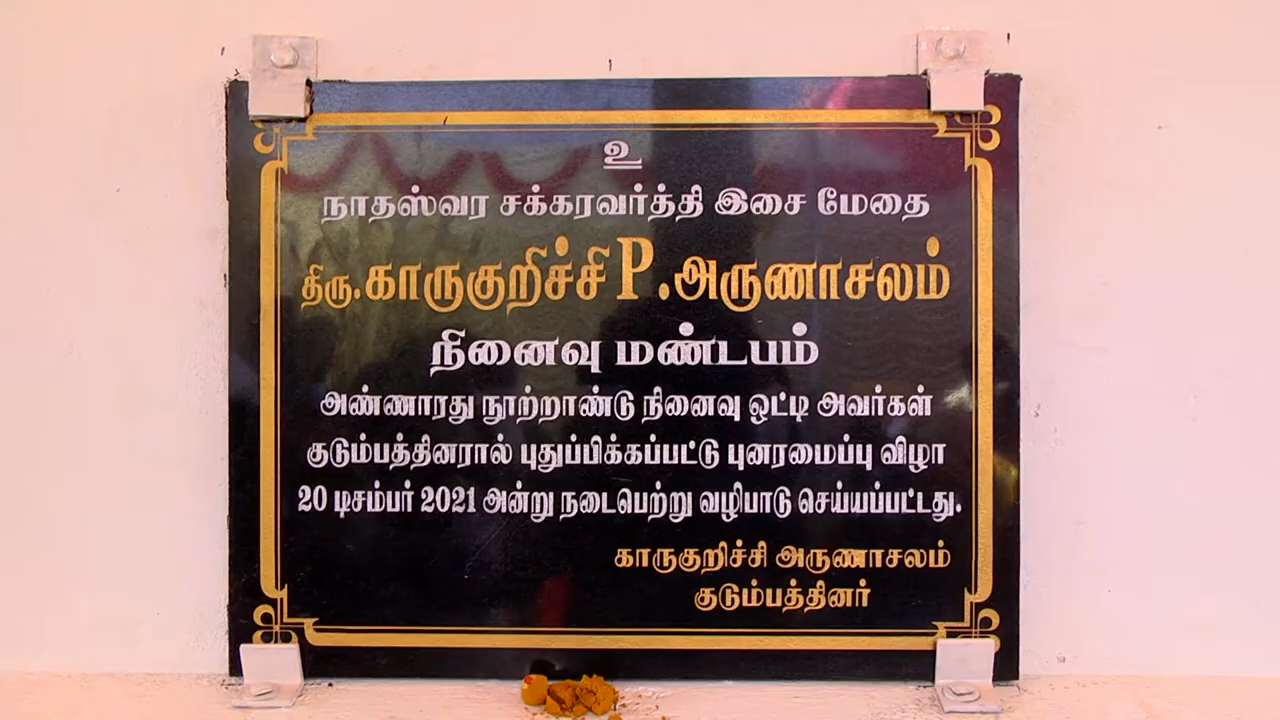 உ
நாதஸ்வர சக்கரவர்த்தி இசை மேதை
திரு.காருகுறிச்சி P.அருணாசலம்
நினைவு மண்டபம்
அண்ணாரது நூற்றாண்டு நினைவு ஒட்டி அவர்கள்
குடும்பத்தினரால் புதுப்பிக்கப்பட்டு புனரமைப்பு விழா
20 டிசம்பர் 2021 அன்று நடைபெற்று வழிபாடு செய்யப்பட்டது.
காருகுறிச்சி அருணாசலம்
குடும்பத்தினர்